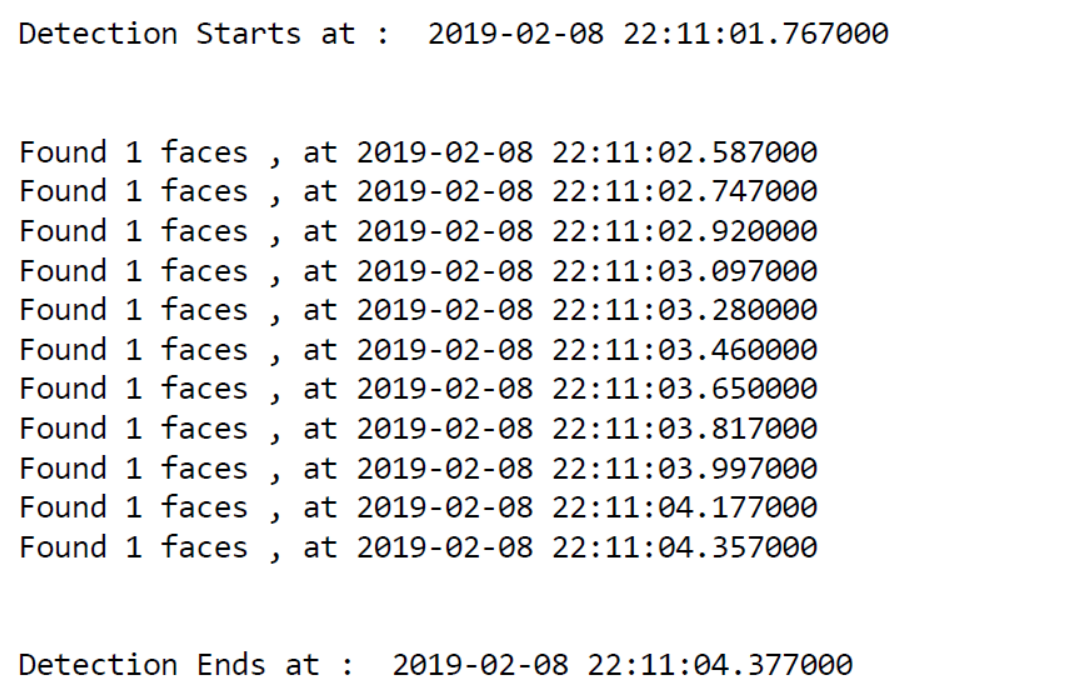 Detection Starts at :  2019-02-08 22:11:01.767000
Found 1 faces , at 2019-02-08 22:11:02.587000
Found 1 faces , at 2019-02-08 22:11:02.747000
Found 1 faces , at 2019-02-08 22:11:02.920000
Found 1 faces , at 2019-02-08 22:11:03.097000
Found 1 faces , at 2019-02-08 22:11:03.280000
Found 1 faces , at 2019-02-08 22:11:03.460000
Found 1 faces , at 2019-02-08 22:11:03.650000
Found 1 faces , at 2019-02-08 22:11:03.817000
Found 1 faces , at 2019-02-08 22:11:03.997000
Found 1 faces , at 2019-02-08 22:11:04.177000
Found 1 faces , at 2019-02-08 22:11:04.357000
Detection Ends at :  2019-02-08 22:11:04.377000